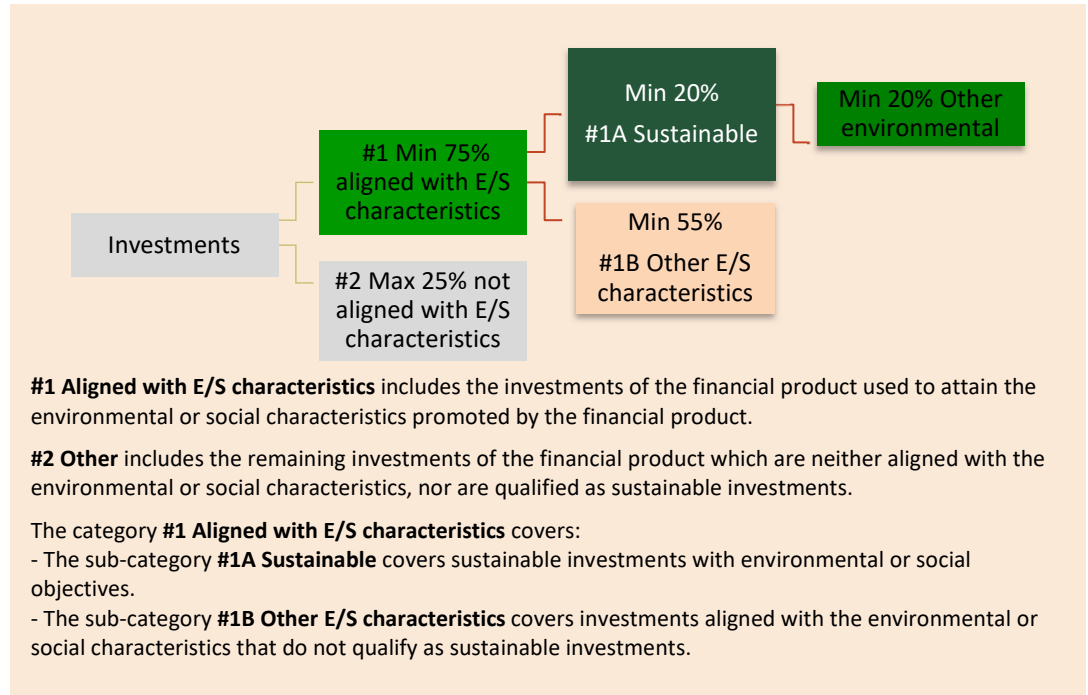 Min 20%
#1A Sustainable
Min 20% Other
environmental
#1 Min 75%
aligned with E/S
characteristics
Investments
Min 55%
#1B Other E/S
characteristics
#2 Max 25% not
aligned with E/S
characteristics
#1 Aligned with E/S characteristics includes the investments of the financial product used to attain the
environmental or social characteristics promoted by the financial product.
#2 Other includes the remaining investments of the financial product which are neither aligned with the
environmental or social characteristics, nor are qualified as sustainable investments.
The category #1 Aligned with E/S characteristics covers:
- The sub-category #1A Sustainable covers sustainable investments with environmental or social
objectives.
- The sub-category #1B Other E/S characteristics covers investments aligned with the environmental or
social characteristics that do not qualify as sustainable investments.